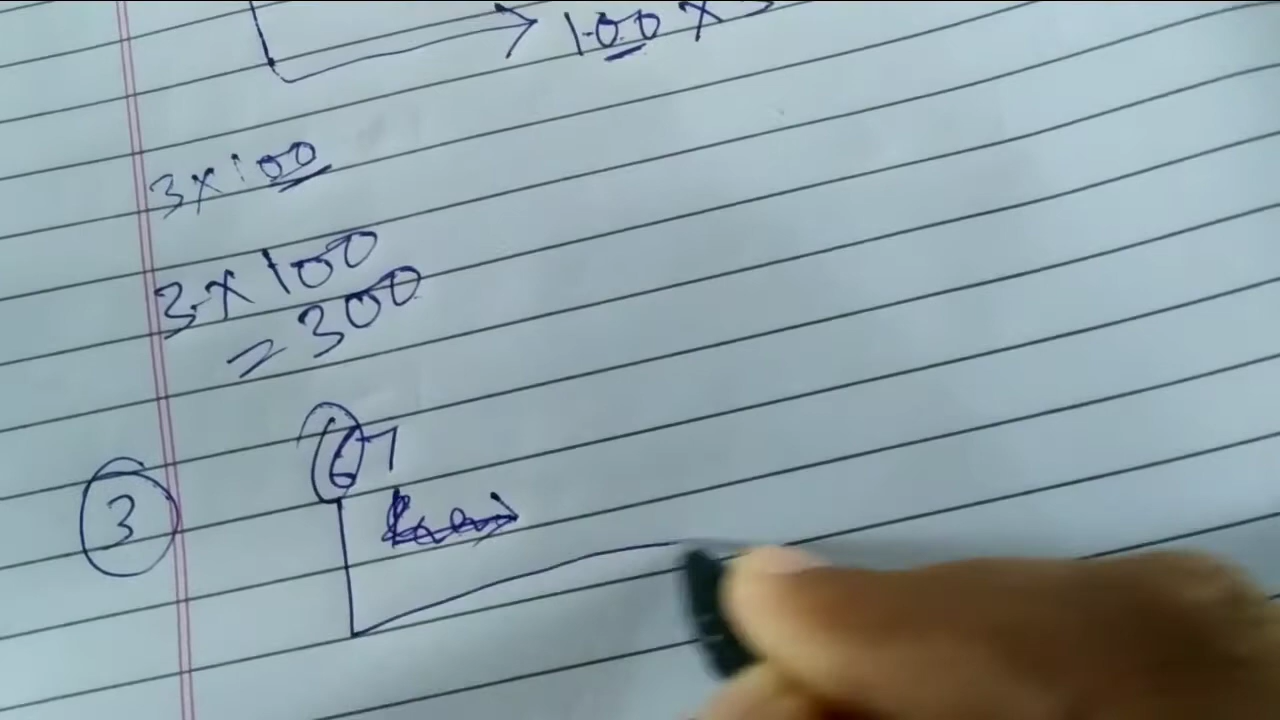 100 ×
3 × 100
3 × 100
= 300
3 67